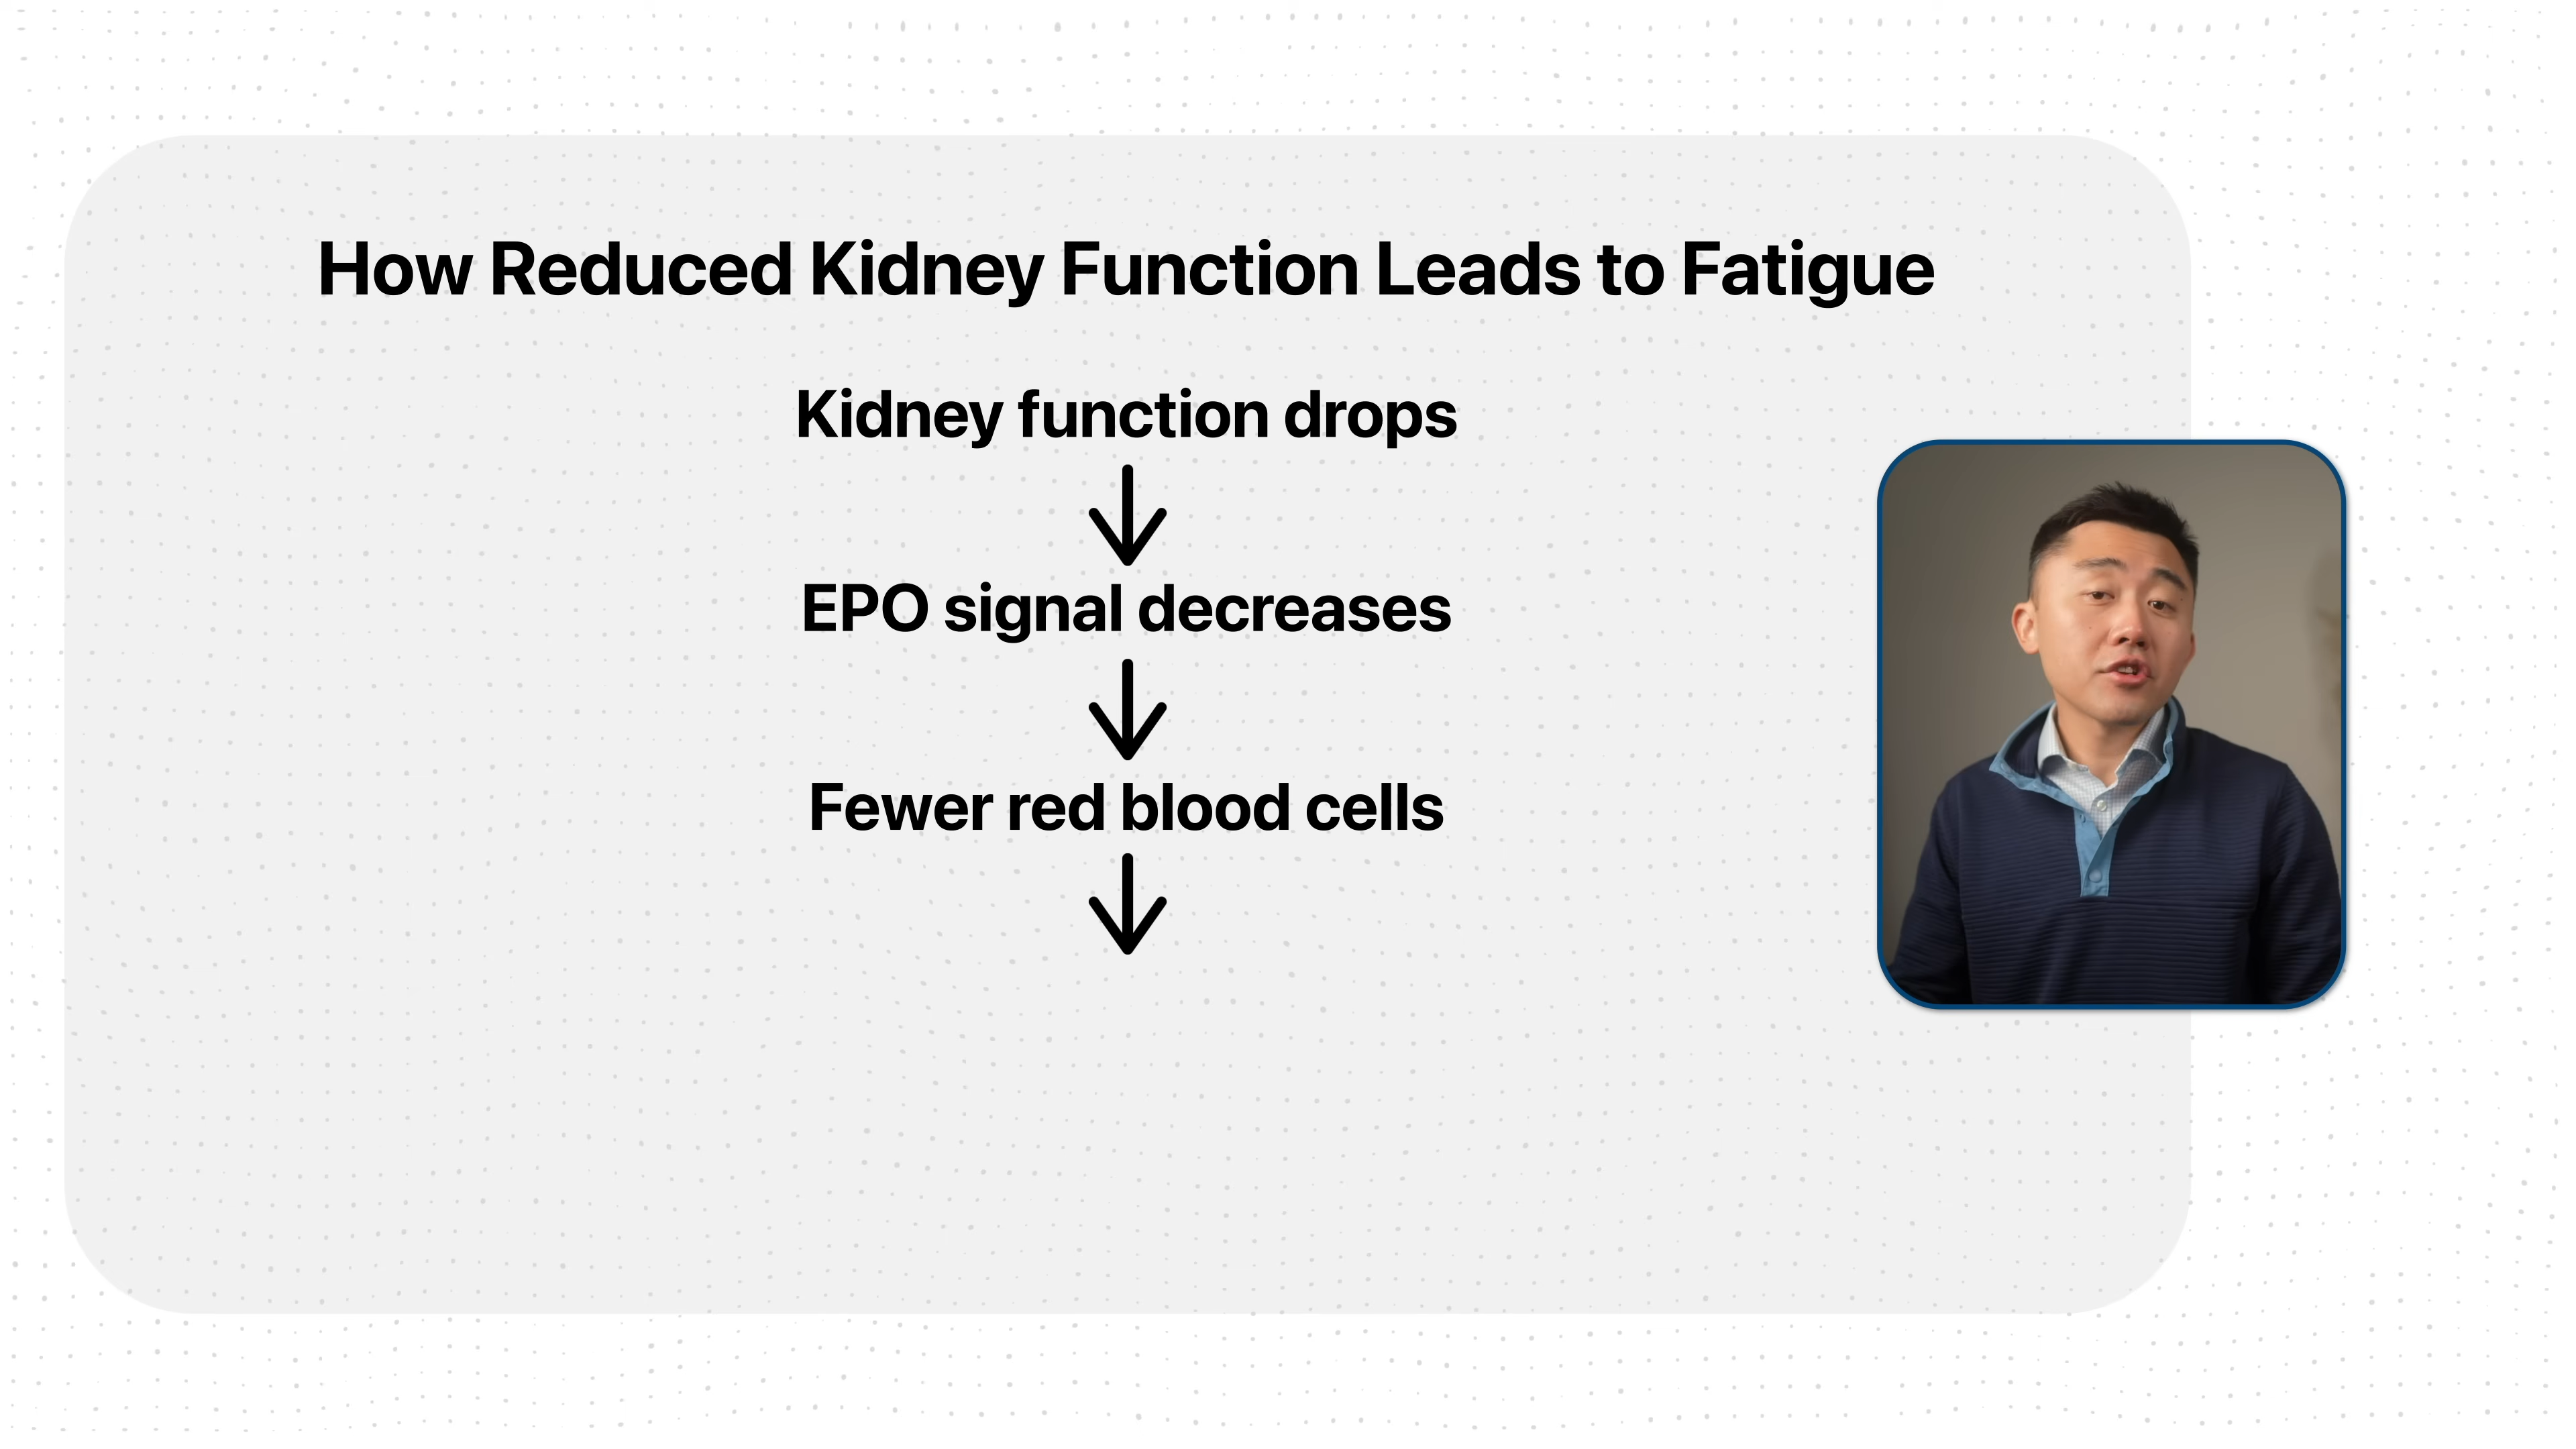 How Reduced Kidney Function Leads to Fatigue
Kidney function drops
EPO signal decreases
Fewer red blood cells